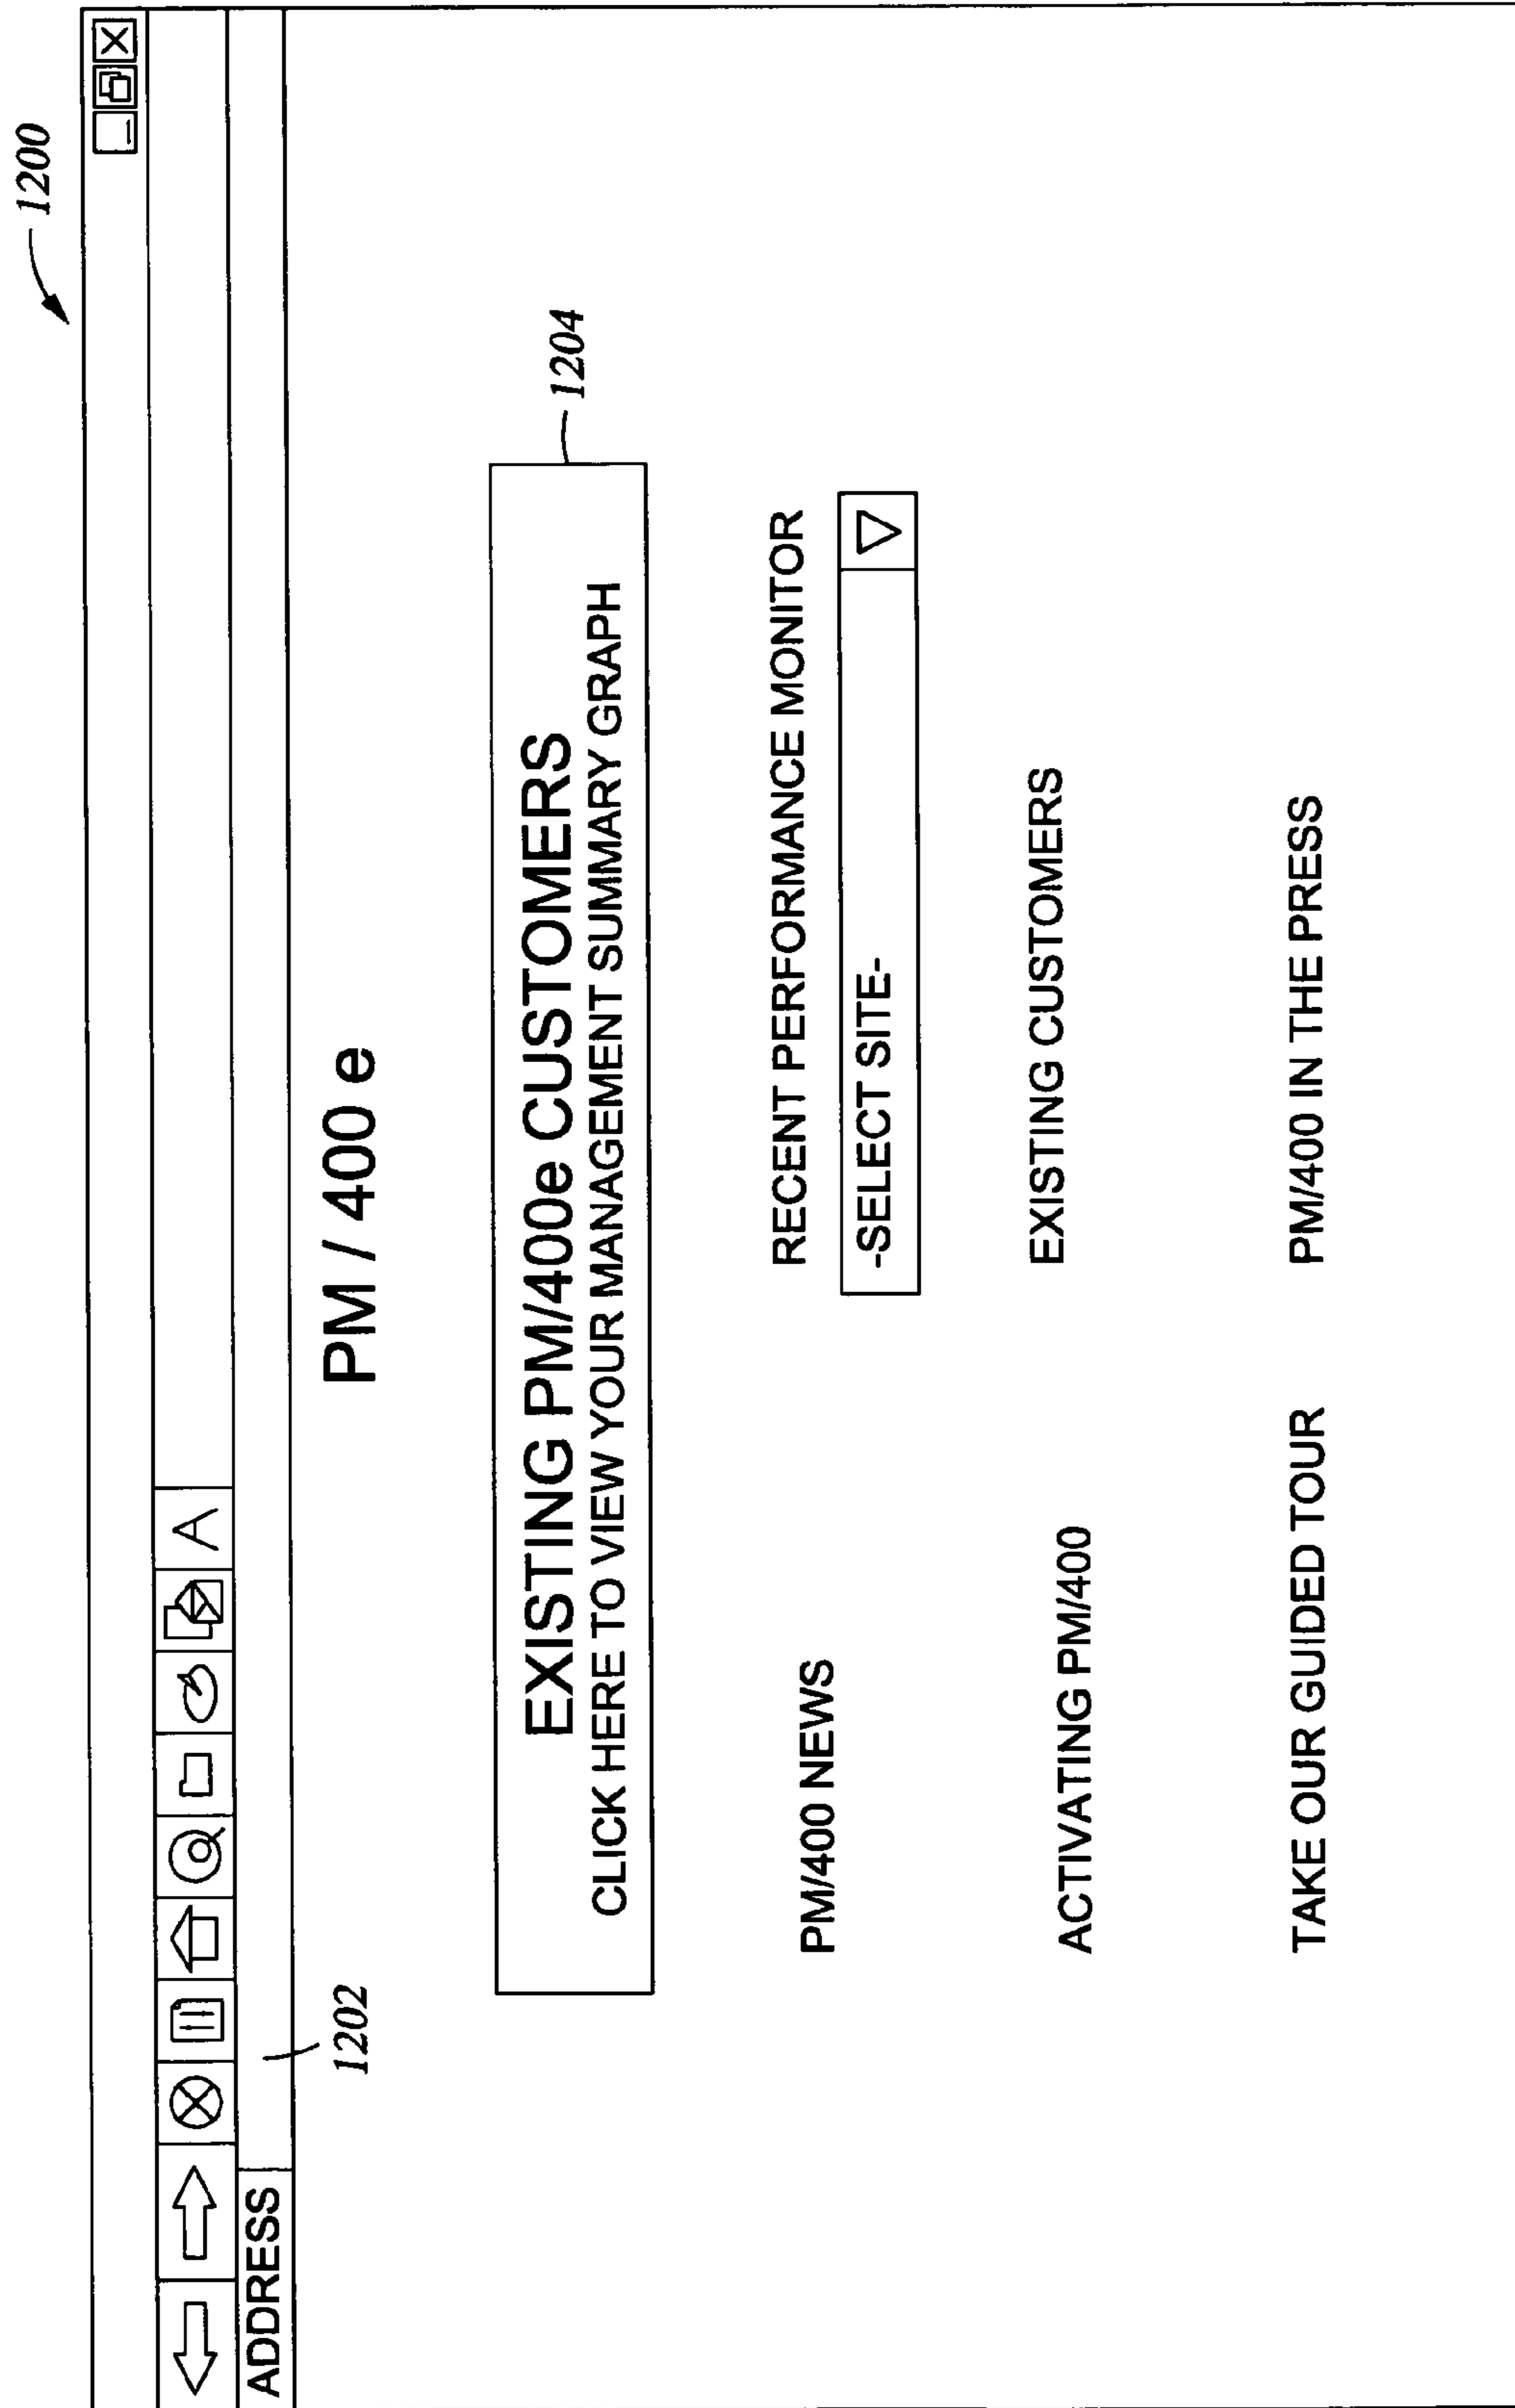 1200
ADDRESS
1202
PM / 400 e
EXISTING PM/400e CUSTOMERS
CLICK HERE TO VIEW YOUR MANAGEMENT SUMMARY GRAPH
1204
RECENT PERFORMANCE MONITOR
PM/400 NEWS
-SELECT SITE-
EXISTING CUSTOMERS
ACTIVATING PM/400
TAKE OUR GUIDED TOUR
PM/400 IN THE PRESS